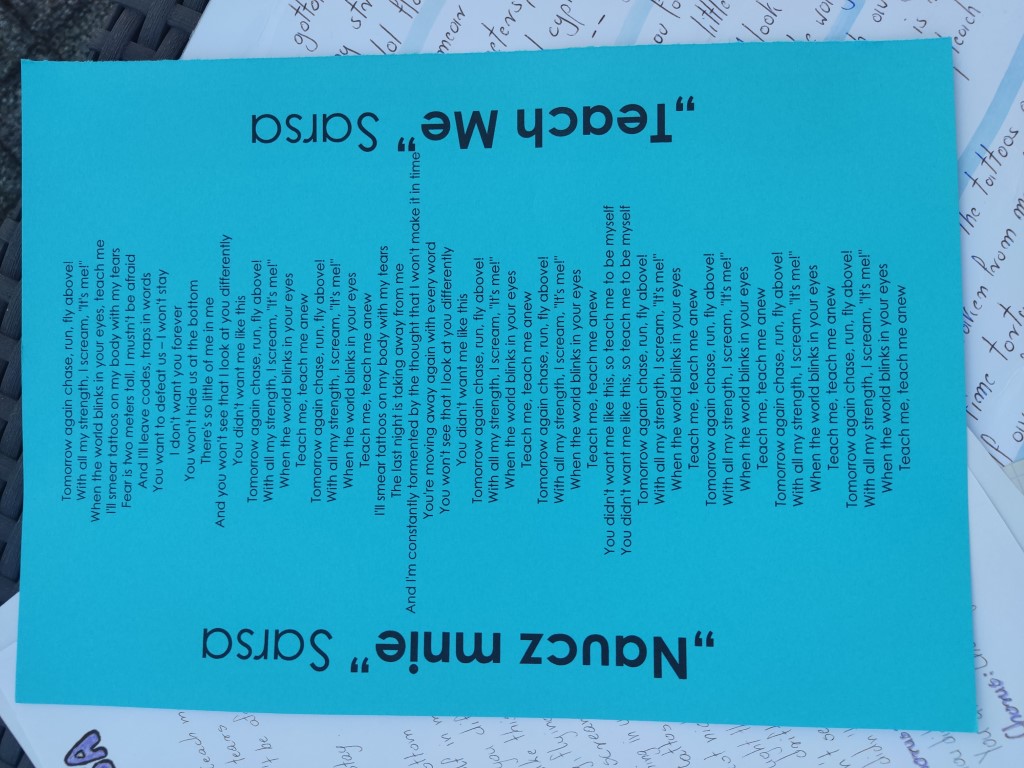 „Teach Me” Sarsa
„Naucz mnie” Sarsa
Tomorrow again chase, run, fly above!
With all my strength, I scream, "It's me!"
When the world blinks in your eyes, teach me
I'll smear tattoos on my body with my tears
Fear is two meters tall, I mustn't be afraid
And I'll leave codes, traps in words
You want to defeat us – I won't stay
I don't want you forever
You won't hide us at the bottom
There's so little of me in me
And you won't see that I look at you differently
You didn't want me like this
Tomorrow again chase, run, fly above!
With all my strength, I scream, "It's me!"
When the world blinks in your eyes
Teach me, teach me anew
Tomorrow again chase, run, fly above!
With all my strength, I scream, "It's me!"
When the world blinks in your eyes
Teach me, teach me anew
I'll smear tattoos on my body with my tears
The last night is taking away from me
And I'm constantly tormented by the thought that I won't make it in time
You're moving away again with every word
You won't see that I look at you differently
You didn't want me like this
Tomorrow again chase, run, fly above!
With all my strength, I scream, "It's me!"
When the world blinks in your eyes
Teach me, teach me anew
Tomorrow again chase, run, fly above!
With all my strength, I scream, "It's me!"
When the world blinks in your eyes
Teach me, teach me anew
You didn't want me like this, so teach me to be myself
You didn't want me like this, so teach me to be myself
Tomorrow again chase, run, fly above!
With all my strength, I scream, "It's me!"
When the world blinks in your eyes
Teach me, teach me anew
Tomorrow again chase, run, fly above!
With all my strength, I scream, "It's me!"
When the world blinks in your eyes
Teach me, teach me anew
Tomorrow again chase, run, fly above!
With all my strength, I scream, "It's me!"
When the world blinks in your eyes
Teach me, teach me anew
Tomorrow again chase, run, fly above!
With all my strength, I scream, "It's me!"
When the world blinks in your eyes
Teach me, teach me anew
little
look
the tattoos
from
time
tears
Chorus: